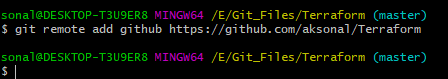 sonal@DESKTOP-T3U9ER8 MINGW64 /E/Git_Files/Terraform (master)
$ git remote add github https://github.com/aksonal/Terraform
sonal@DESKTOP-T3U9ER8 MINGW64 /E/Git_Files/Terraform (master)
$